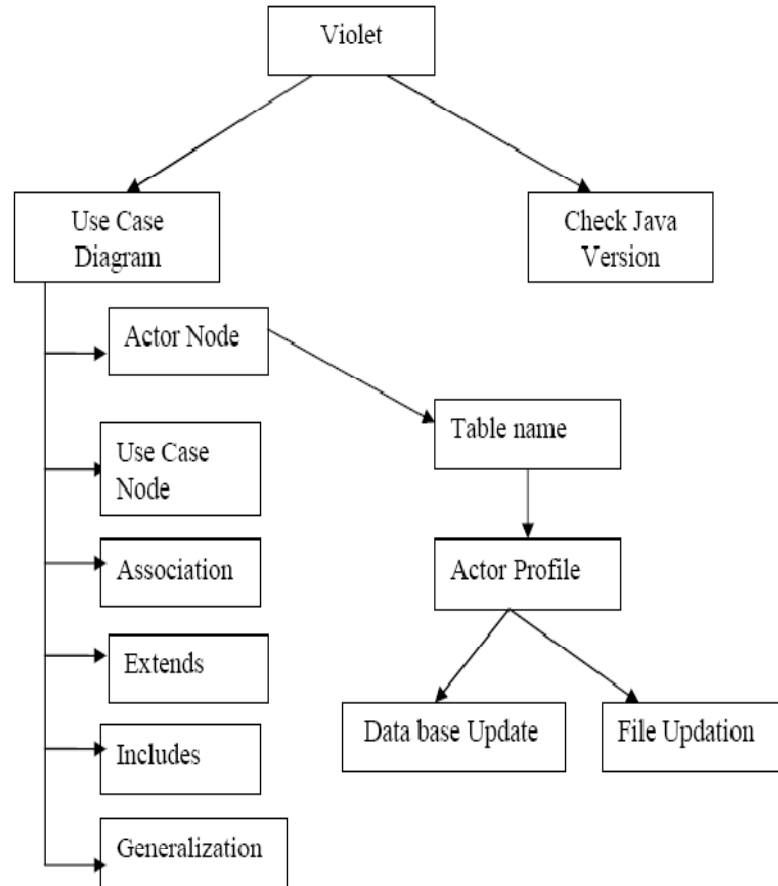 Violet
Use Case
Diagram
Check Java
Version
Actor Node
Table name
Use Case
Node
Association
Actor Profile
Extends
Data base Update
File Updation
Includes
Generalization